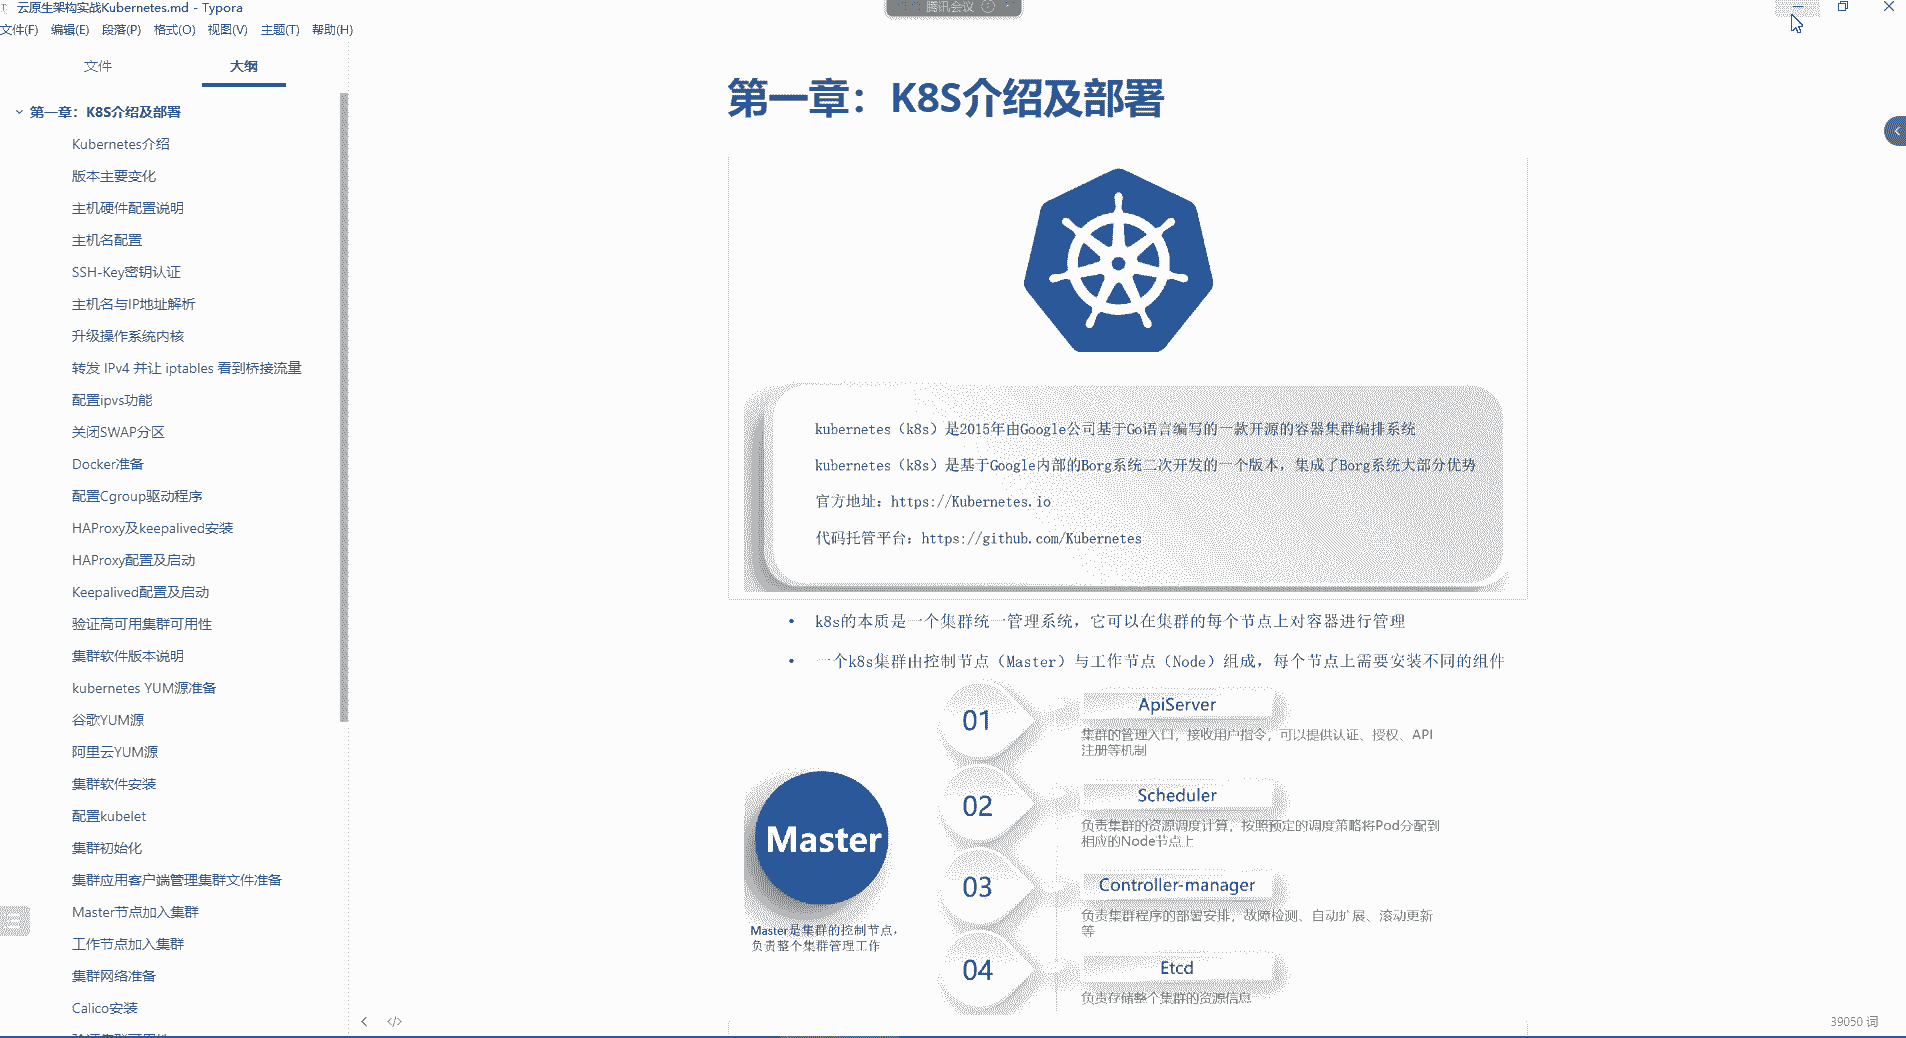 云原生架构实战Kubernetes.md - Typora
腾讯会议
文件(F) 编辑(E) 段落(P) 格式(O) 视图(V) 主题(T) 帮助(H)
文件 大纲
第一章：K8S介绍及部署
Kubernetes介绍
版本主要变化
主机硬件配置说明
主机名配置
SSH-Key密钥认证
主机名与IP地址解析
升级操作系统内核
转发 IPv4 并让 iptables 看到桥接流量
配置ipvs功能
关闭SWAP分区
Docker准备
配置Cgroup驱动程序
HAProxy及keepalived安装
HAProxy配置及启动
Keepalived配置及启动
验证高可用集群可用性
集群软件版本说明
kubernetes YUM源准备
谷歌YUM源
阿里云YUM源
集群软件安装
配置kubelet
集群初始化
集群应用客户端管理集群文件准备
Master节点加入集群
工作节点加入集群
集群网络准备
Calico安装
第一章：K8S介绍及部署
kubernetes（k8s）是2015年由Google公司基于Go语言编写的一款开源的容器集群编排系统
kubernetes（k8s）是基于Google内部的Borg系统二次开发的一个版本，集成了Borg系统大部分优势
官方地址：https://Kubernetes.io
代码托管平台：https://github.com/Kubernetes
• k8s的本质是一个集群统一管理系统，它可以在集群的每个节点上对容器进行管理
• 一个k8s集群由控制节点（Master）与工作节点（Node）组成，每个节点上需要安装不同的组件
Master
Master是集群的控制节点，
负责整个集群管理工作
01
ApiServer
集群的管理入口，接收用户指令，可以提供认证、授权、API
注册等机制
02
Scheduler
负责集群的资源调度计算，按照预定的调度策略将Pod分配到
相应的Node节点上
03
Controller-manager
负责集群程序的部署安排，故障检测、自动扩展、滚动更新
等
04
Etcd
负责存储整个集群的资源信息
39050 词